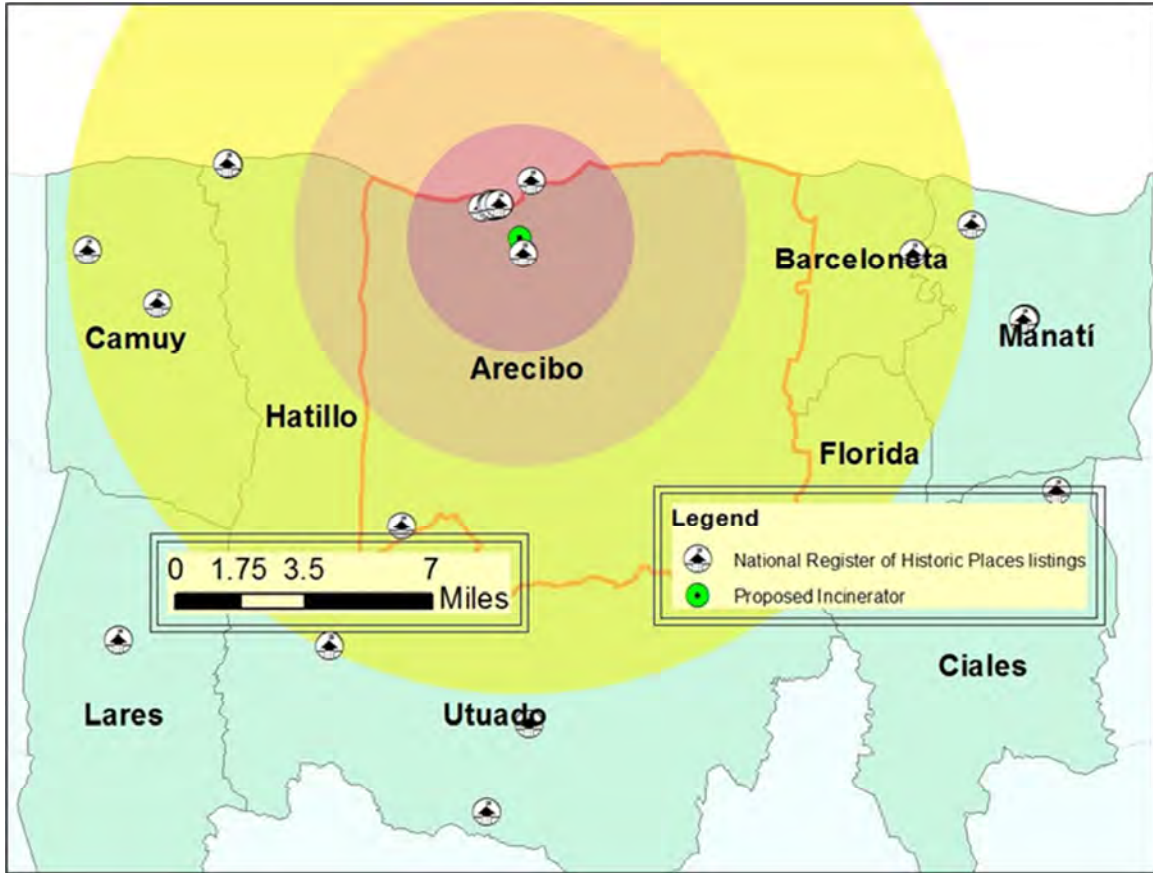 Barceloneta
Manatí
Camuy
Arecibo
Hatillo
Florida
Legend
National Register of Historic Places listings
Proposed Incinerator
0 1.75 3.5 7
Miles
Ciales
Lares
Utuado